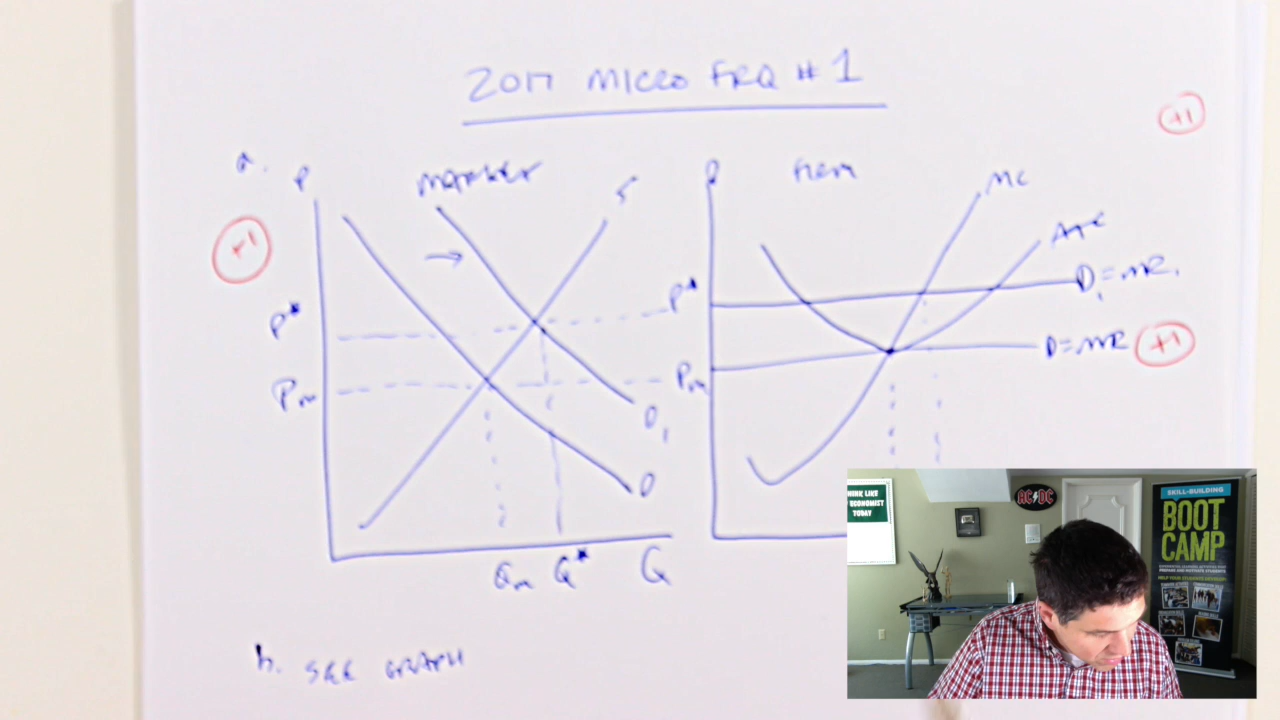 2017 MICRO FRQ #1
+1
a. P MARKET S
+1
P*
Pm
D1
D
Qm Q* Q
P FIRM MC
ATC
P* D1=MR1
Pm D=MR +1
b. SEE GRAPH
THINK LIKE
ECONOMIST
TODAY
AC DC
SKILL-BUILDING
BOOT
CAMP